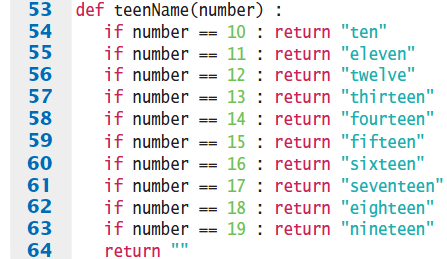 53 def teenName(number) :
54 if number == 10 : return "ten"
55 if number == 11 : return "eleven"
56 if number == 12 : return "twelve"
57 if number == 13 : return "thirteen"
58 if number == 14 : return "fourteen"
59 if number == 15 : return "fifteen"
60 if number == 16 : return "sixteen"
61 if number == 17 : return "seventeen"
62 if number == 18 : return "eighteen"
63 if number == 19 : return "nineteen"
64 return ""